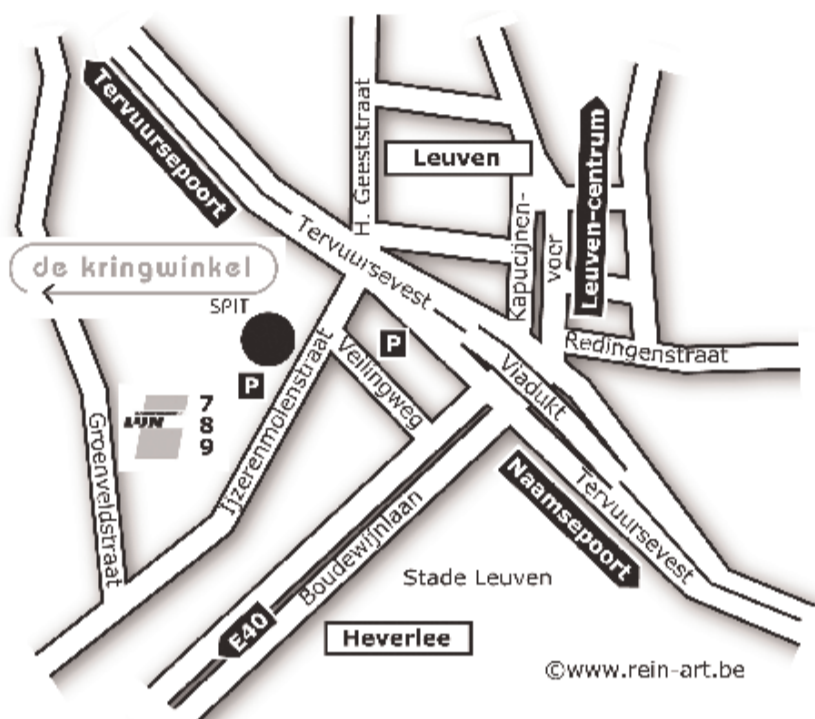 Tervuursepoort
H. Geeststraat
Leuven
Kapucijnen-
voer
Leuven-centrum
Tervuursevest
de kringwinkel
SPIT
P
P
Vellingweg
Viadukt
Redingenstraat
Ijzerenmolenstraat
LIJN
7
8
9
Groenveldstraat
Boudewijnlaan
Naamsepoort
Tervuursevest
Stade Leuven
E40
Heverlee
©www.rein-art.be